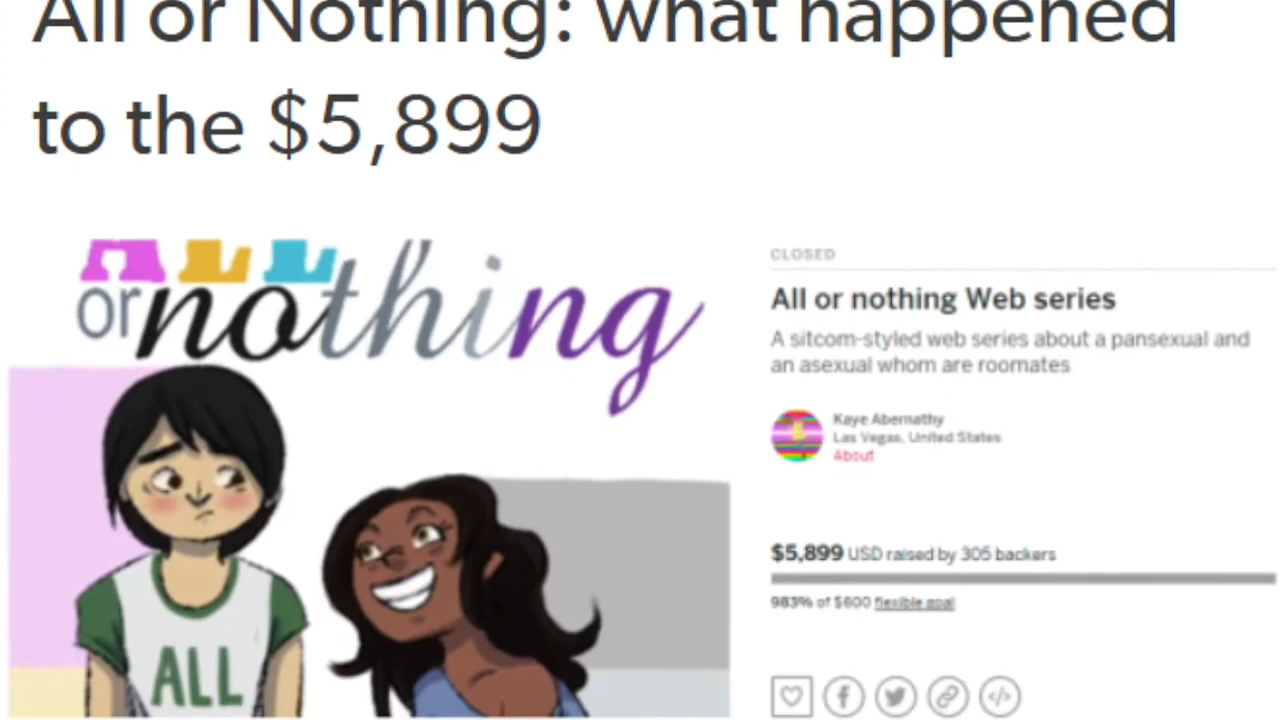 All or Nothing: what happened
to the $5,899
ALL
or nothing
CLOSED
All or nothing Web series
A sitcom-styled web series about a pansexual and
an asexual whom are roomates
Kaye Abernathy
Las Vegas, United States
About
$5,899 USD raised by 305 backers
983% of $600 flexible goal
ALL